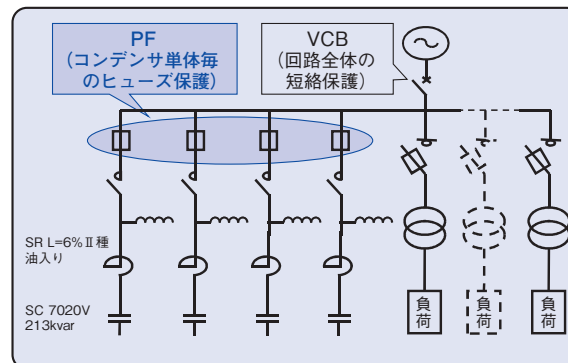 PF
(コンデンサ単体毎
のヒューズ保護)
VCB
(回路全体の
短絡保護)
SR L=6%Ⅱ種
油入り
SC 7020V
213kvar
負荷
負荷
負荷